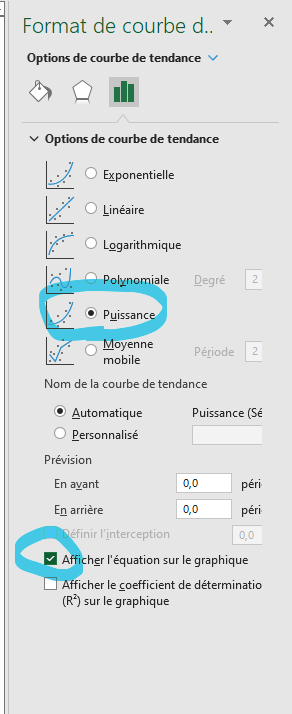 Format de courbe d...
Options de courbe de tendance
Options de courbe de tendance
Exponentielle
Linéaire
Logarithmique
Polynomiale Degré 2
Puissance
Moyenne mobile Période 2
Nom de la courbe de tendance
Automatique Puissance (Sé
Personnalisé
Prévision
En avant 0,0 péri
En arrière 0,0 péri
Définir l'interception 0,0
Afficher l'équation sur le graphique
Afficher le coefficient de déterminatio
(R²) sur le graphique